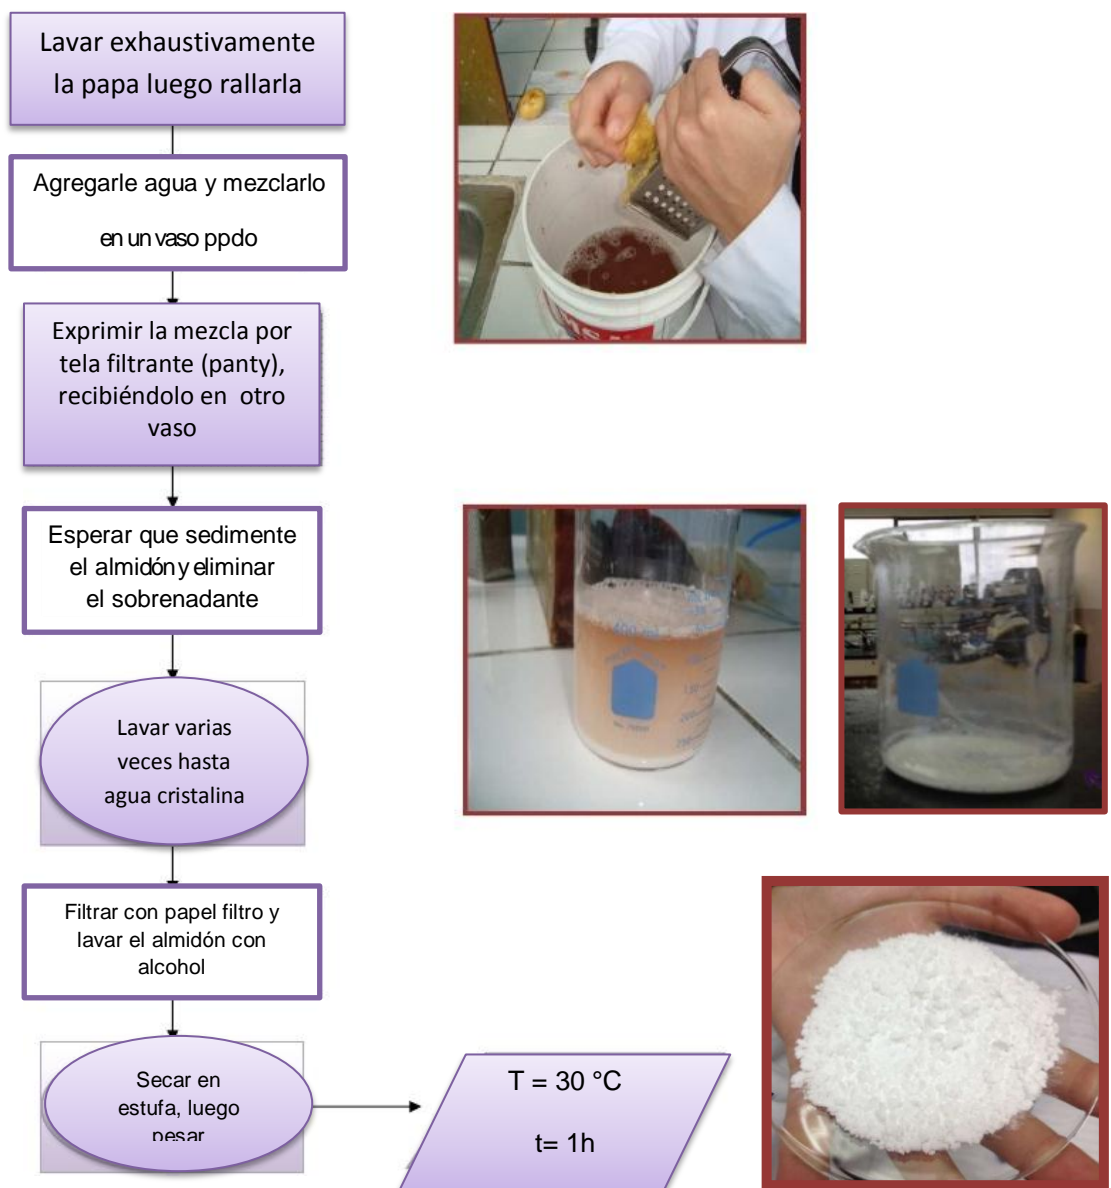 Lavar exhaustivamente
la papa luego rallarla
Agregarle agua y mezclarlo
en un vaso ppdo
Exprimir la mezcla por
tela filtrante (panty),
recibiéndolo en otro
vaso
Esperar que sedimente
el almidón y eliminar
el sobrenadante
Lavar varias
veces hasta
agua cristalina
Filtrar con papel filtro y
lavar el almidón con
alcohol
Secar en
estufa, luego
pesar
T = 30 °C
t= 1h